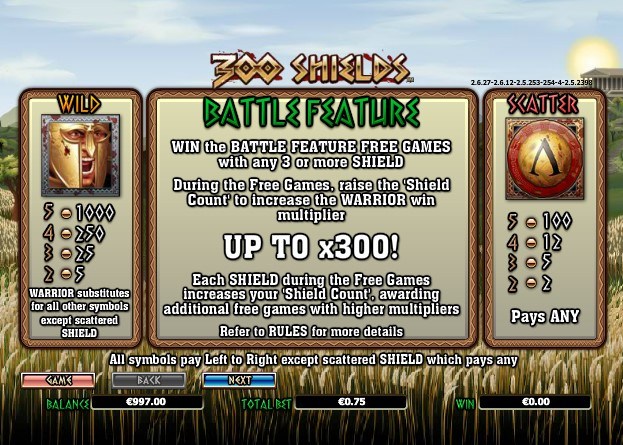 300 SHIELDS
2.6.27-2.6.12-2.5.253-254-4-2.5.2398
WILD
5 - 1000
4 - 250
3 - 25
2 - 5
WARRIOR substitutes
for all other symbols
except scattered
SHIELD
BATTLE FEATURE
WIN the BATTLE FEATURE FREE GAMES
with any 3 or more SHIELD
During the Free Games, raise the 'Shield
Count' to increase the WARRIOR win
multiplier
UP TO x300!
Each SHIELD during the Free Games
increases your 'Shield Count', awarding
additional free games with higher multipliers
Refer to RULES for more details
SCATTER
5 - 100
4 - 12
3 - 5
2 - 2
Pays ANY
All symbols pay Left to Right except scattered SHIELD which pays any
GAME BACK NEXT
BALANCE €997.00 TOTAL BET €0.75 WIN €0.00